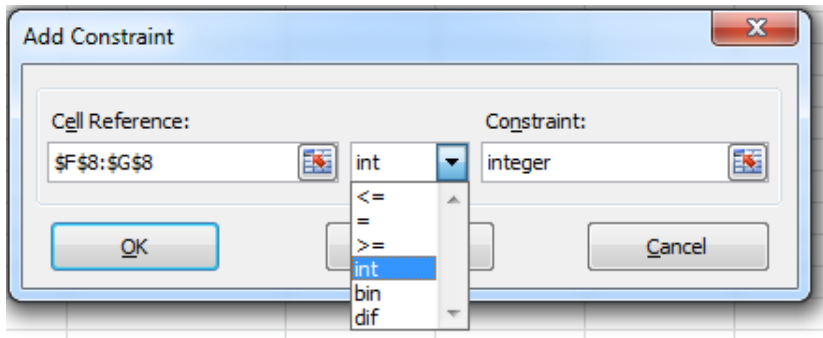 Add Constraint
Cell Reference:
Constraint:
$F$8:$G$8
int
integer
<=
=
>=
int
bin
dif
OK
Cancel